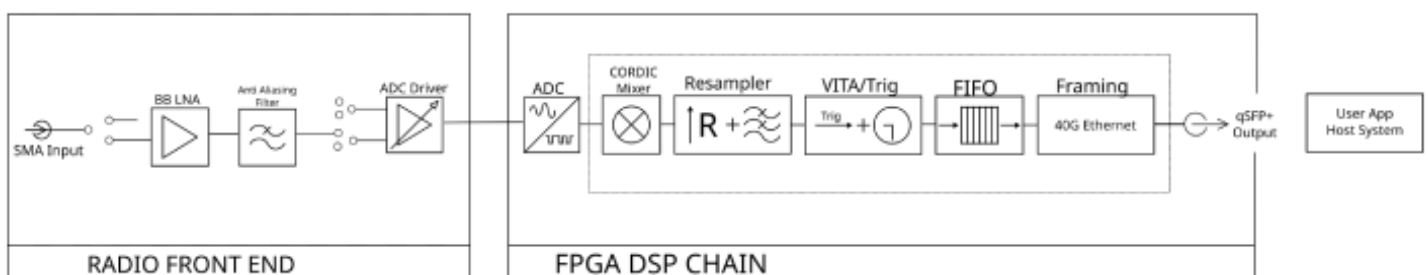 SMA Input
BB LNA
Anti Aliasing
Filter
ADC Driver
RADIO FRONT END
ADC
CORDIC
Mixer
Resampler
R
VITA/Trig
Trig
FIFO
Framing
40G Ethernet
qSFP+
Output
FPGA DSP CHAIN
User App
Host System